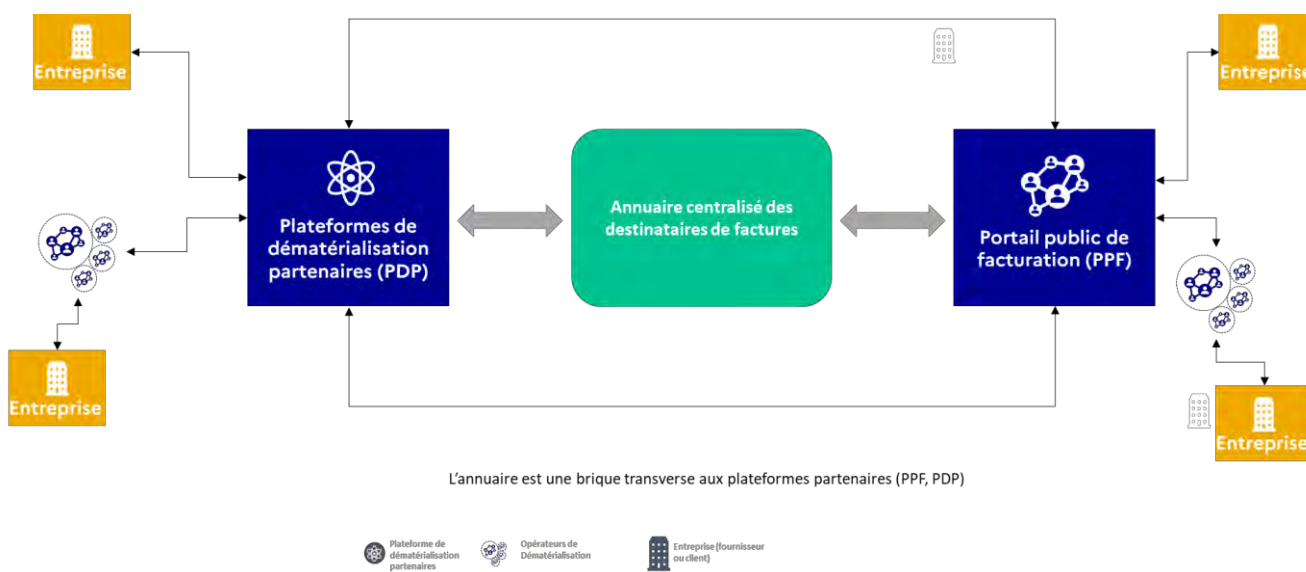 Entreprise
Entreprise
Plateformes de
dématérialisation
partenaires (PDP)
Annuaire centralisé des
destinataires de factures
Portail public de
facturation (PPF)
Entreprise
Entreprise
L'annuaire est une brique transverse aux plateformes partenaires (PPF, PDP)
Plateforme de
dématérialisation
partenaires
Opérateurs de
Dématérialisation
Entreprise (fournisseur
ou client)